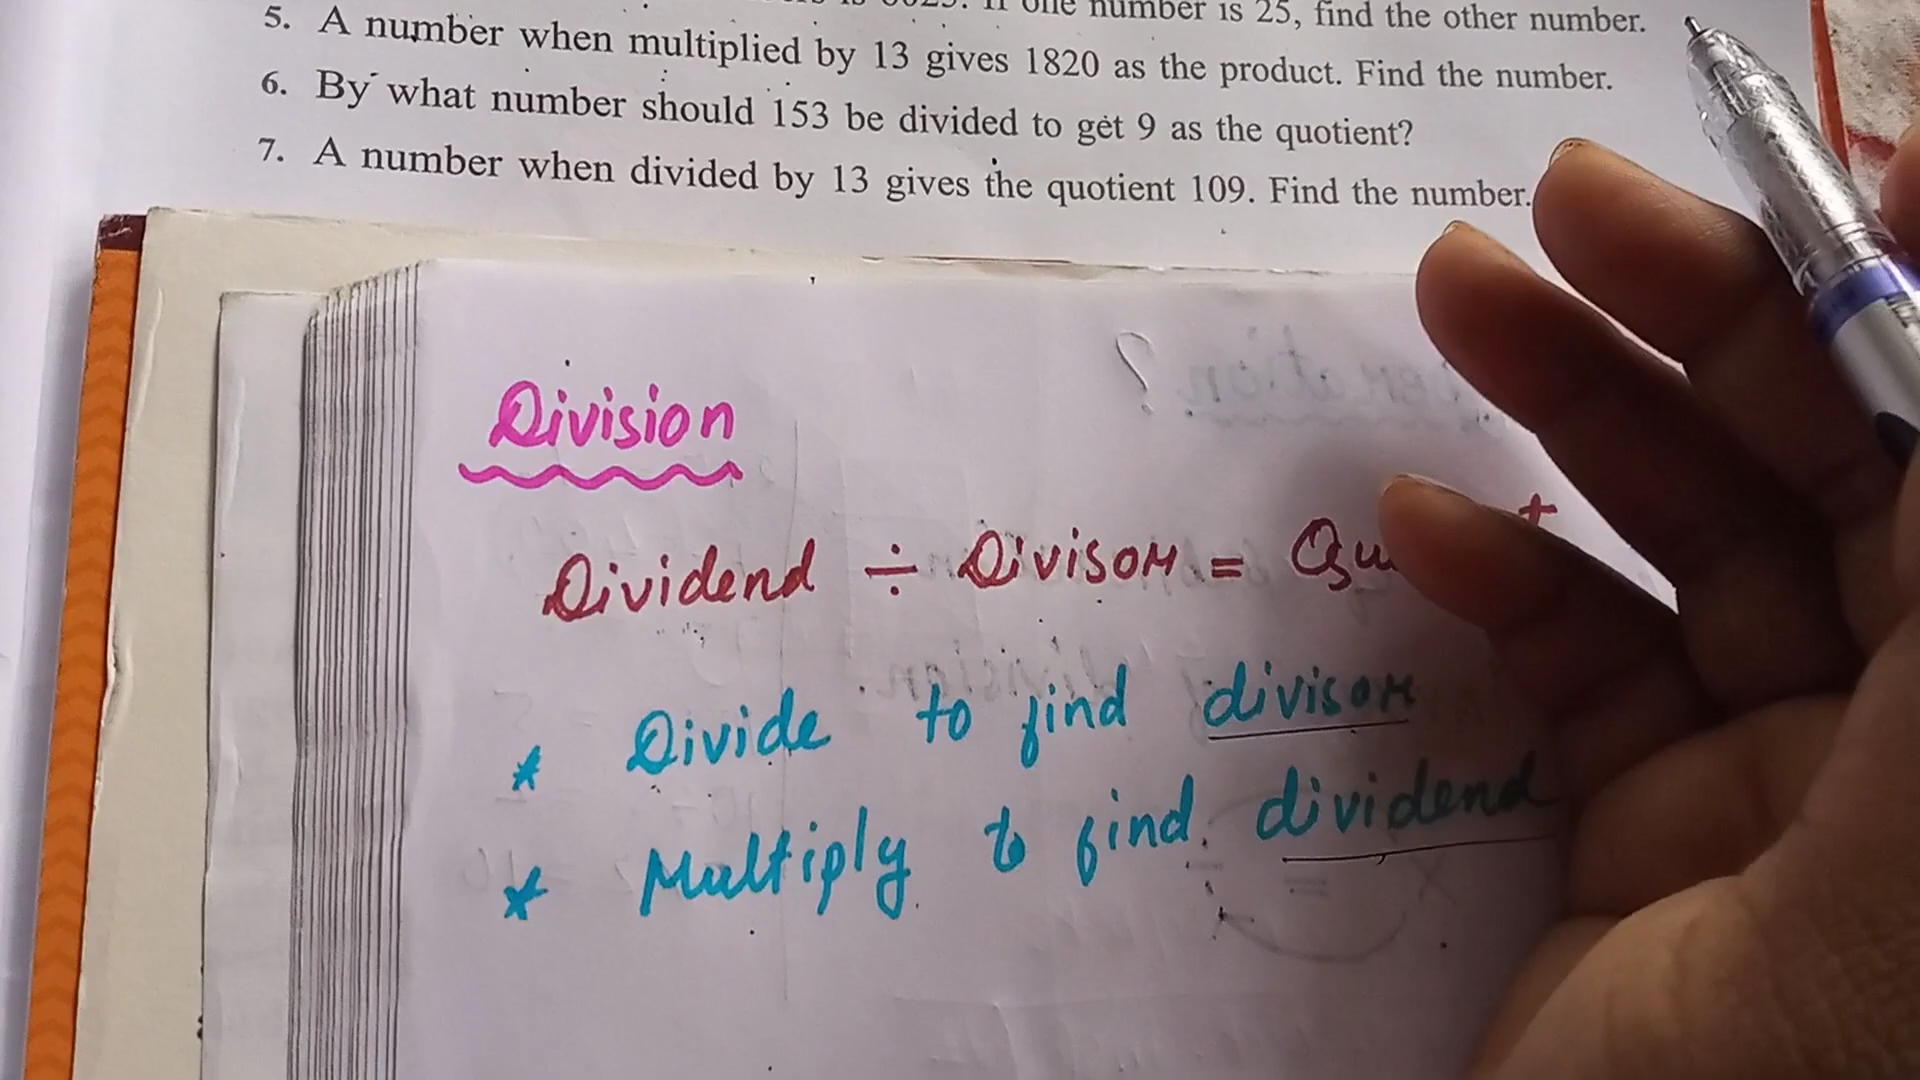 If one number is 25, find the other number.
5. A number when multiplied by 13 gives 1820 as the product. Find the number.
6. By what number should 153 be divided to get 9 as the quotient?
7. A number when divided by 13 gives the quotient 109. Find the number.
Division
Dividend ÷ Divisor =
* Divide to find divisor
* Multiply to find dividend